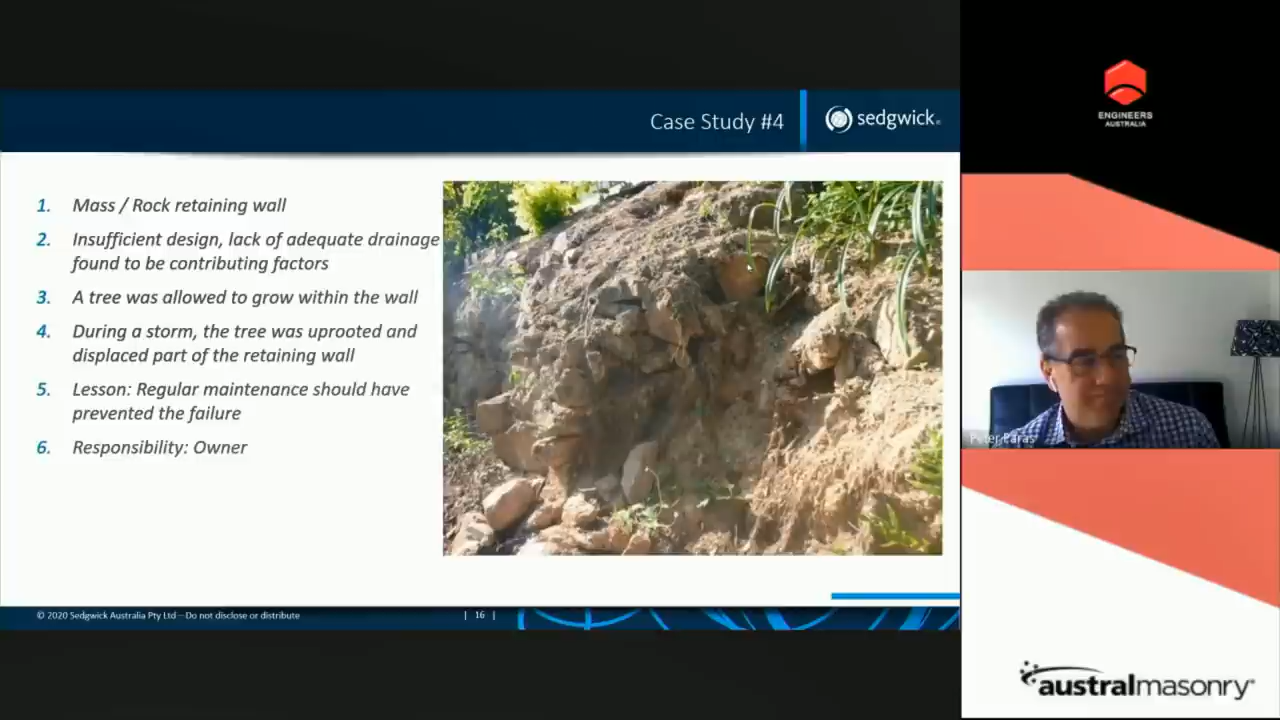 Case Study #4
sedgwick
ENGINEERS
AUSTRALIA
1. Mass / Rock retaining wall
2. Insufficient design, lack of adequate drainage
found to be contributing factors
3. A tree was allowed to grow within the wall
4. During a storm, the tree was uprooted and
displaced part of the retaining wall
5. Lesson: Regular maintenance should have
prevented the failure
6. Responsibility: Owner
Peter Faras
© 2020 Sedgwick Australia Pty Ltd – Do not disclose or distribute
| 16 |
australmasonry